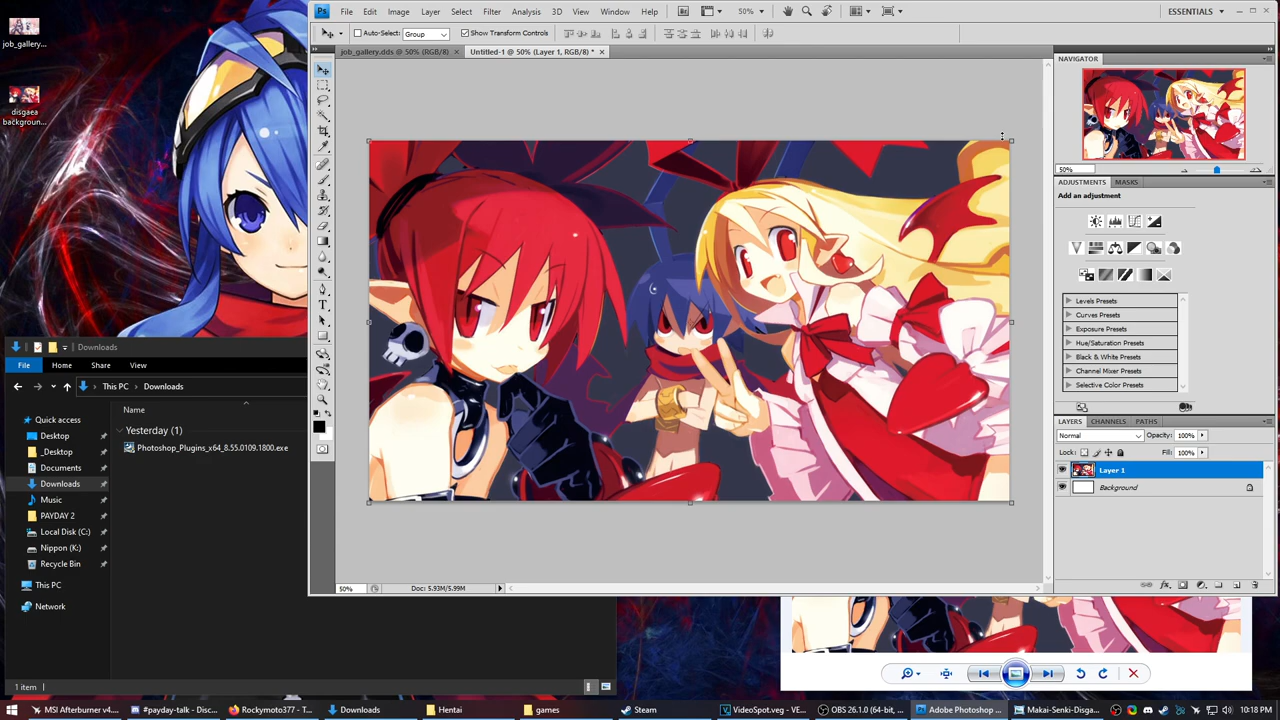 job_gallery...
disgaea
backgroun...
Ps
File Edit Image Layer Select Filter Analysis 3D View Window Help
50%
ESSENTIALS
Auto-Select: Group
Show Transform Controls
job_gallery.dds @ 50% (RGB/8) ×
Untitled-1 @ 50% (Layer 1, RGB/8) * ×
NAVIGATOR
50%
ADJUSTMENTS MASKS
Add an adjustment
Levels Presets
Curves Presets
Exposure Presets
Hue/Saturation Presets
Black & White Presets
Channel Mixer Presets
Selective Color Presets
LAYERS CHANNELS PATHS
Normal Opacity: 100%
Lock: Fill: 100%
Layer 1
Background
50% Doc: 5.93M/5.99M
Downloads
File Home Share View
This PC > Downloads
Quick access
Desktop
_Desktop
Documents
Downloads
Music
PAYDAY 2
Local Disk (C:)
Nippon (K:)
Recycle Bin
This PC
Network
Name
Yesterday (1)
Photoshop_Plugins_x64_8.55.0109.1800.exe
1 item
MSI Afterburner v4...
#payday-talk - Disc...
Rockymoto377 - T...
Downloads
Hentai
games
Steam
VideoSpot.veg - VE...
OBS 26.1.0 (64-bit, ...
Adobe Photoshop ...
Makai-Senki-Disga...
10:18 PM